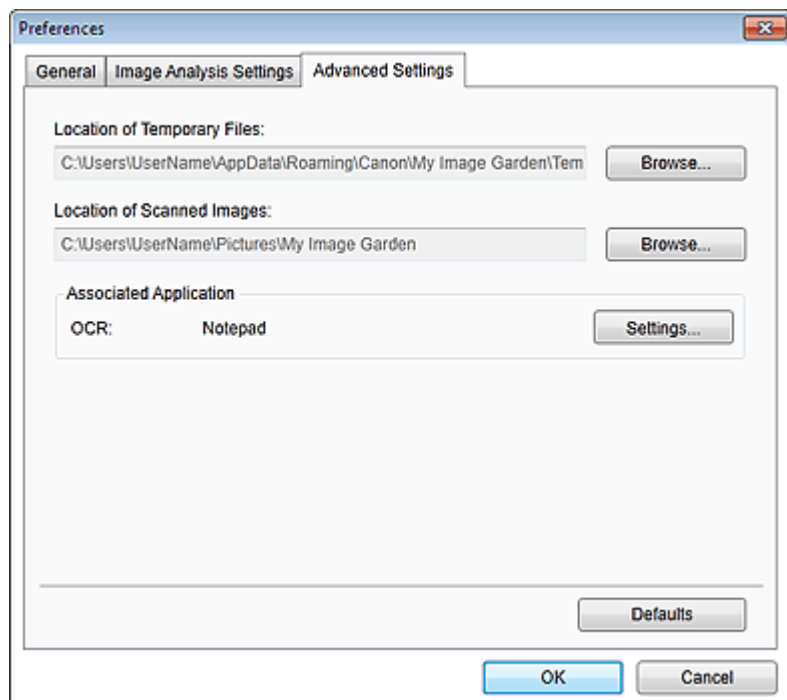 Preferences
General Image Analysis Settings Advanced Settings
Location of Temporary Files:
C:\Users\UserName\AppData\Roaming\Canon\My Image Garden\Tem Browse...
Location of Scanned Images:
C:\Users\UserName\Pictures\My Image Garden Browse...
Associated Application
OCR: Notepad Settings...
Defaults
OK Cancel